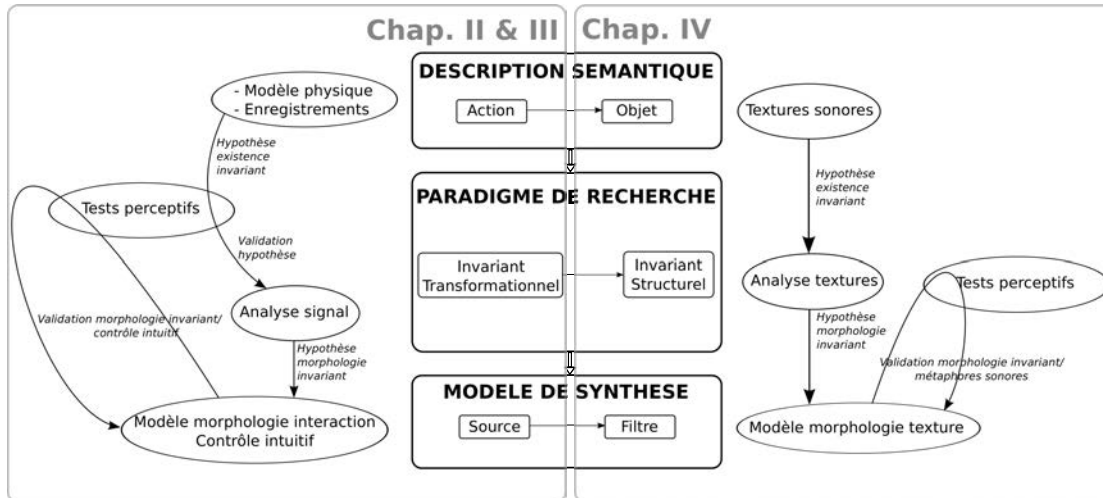 Chap. II & III
Chap. IV
DESCRIPTION SEMANTIQUE
Action
Objet
PARADIGME DE RECHERCHE
Invariant
Transformationnel
Invariant
Structurel
MODELE DE SYNTHESE
Source
Filtre
- Modèle physique
- Enregistrements
Hypothèse
existence
invariant
Tests perceptifs
Validation
hypothèse
Analyse signal
Validation morphologie invariant/
contrôle intuitif
Hypothèse
morphologie
invariant
Modèle morphologie interaction
Contrôle intuitif
Textures sonores
Hypothèse
existence
invariant
Analyse textures
Tests perceptifs
Hypothèse
morphologie
invariant
Validation morphologie invariant/
métaphores sonores
Modèle morphologie texture